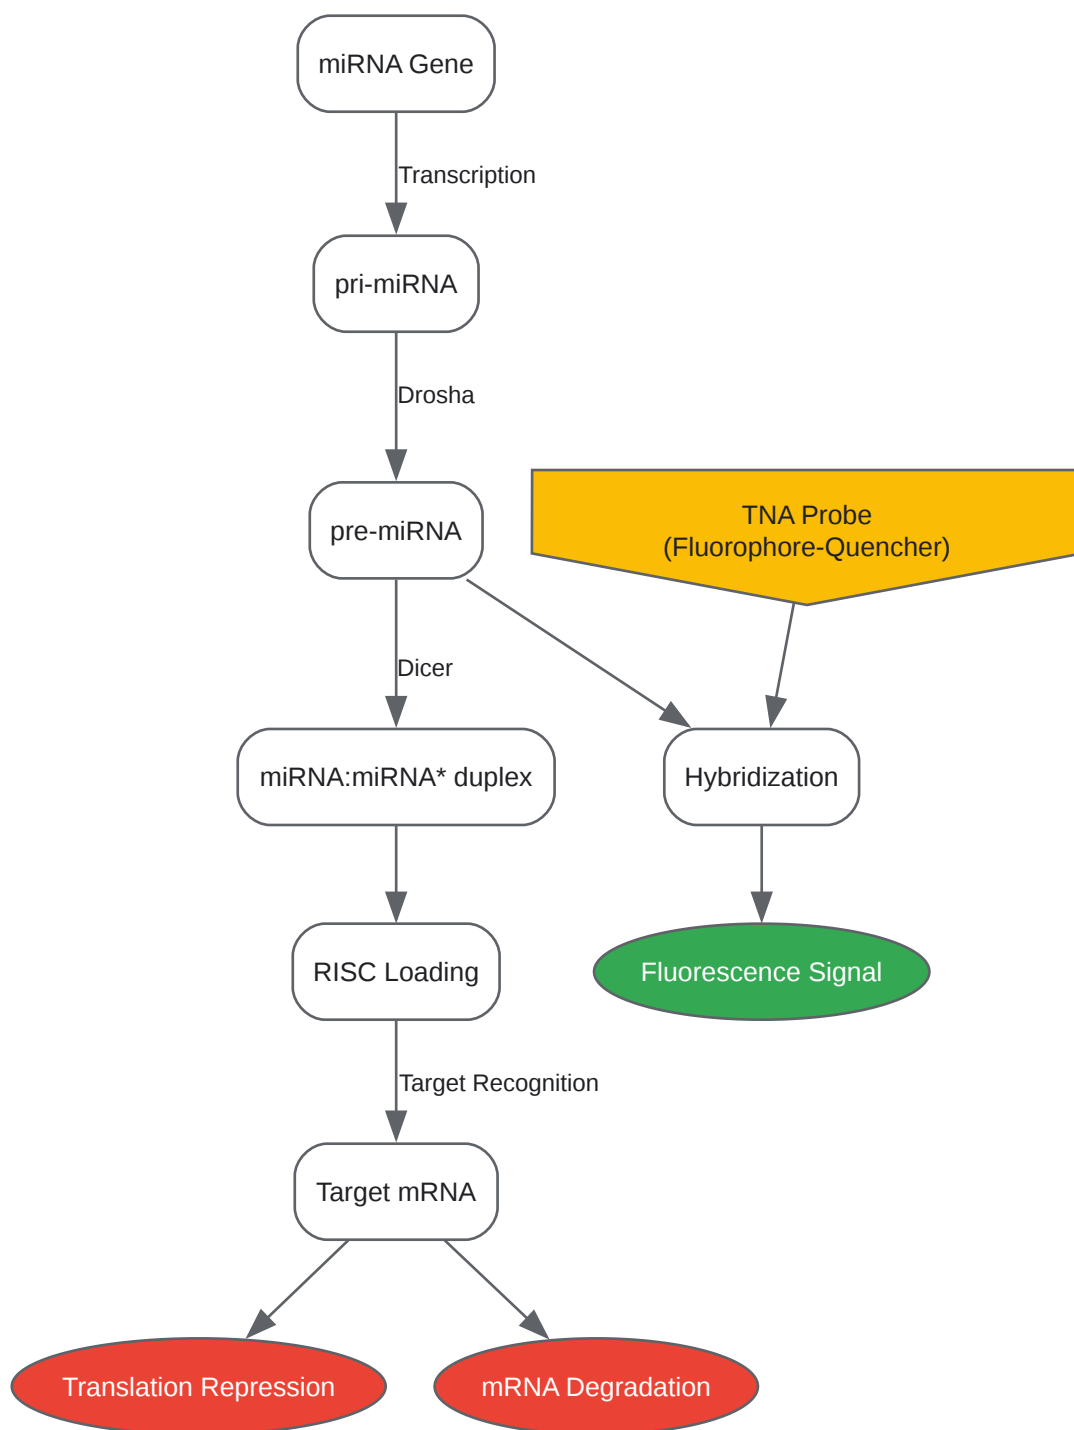 miRNA Gene
Transcription
pri-miRNA
Drosha
pre-miRNA
TNA Probe
(Fluorophore-Quencher)
Dicer
miRNA:miRNA* duplex
Hybridization
RISC Loading
Fluorescence Signal
Target Recognition
Target mRNA
Translation Repression
mRNA Degradation